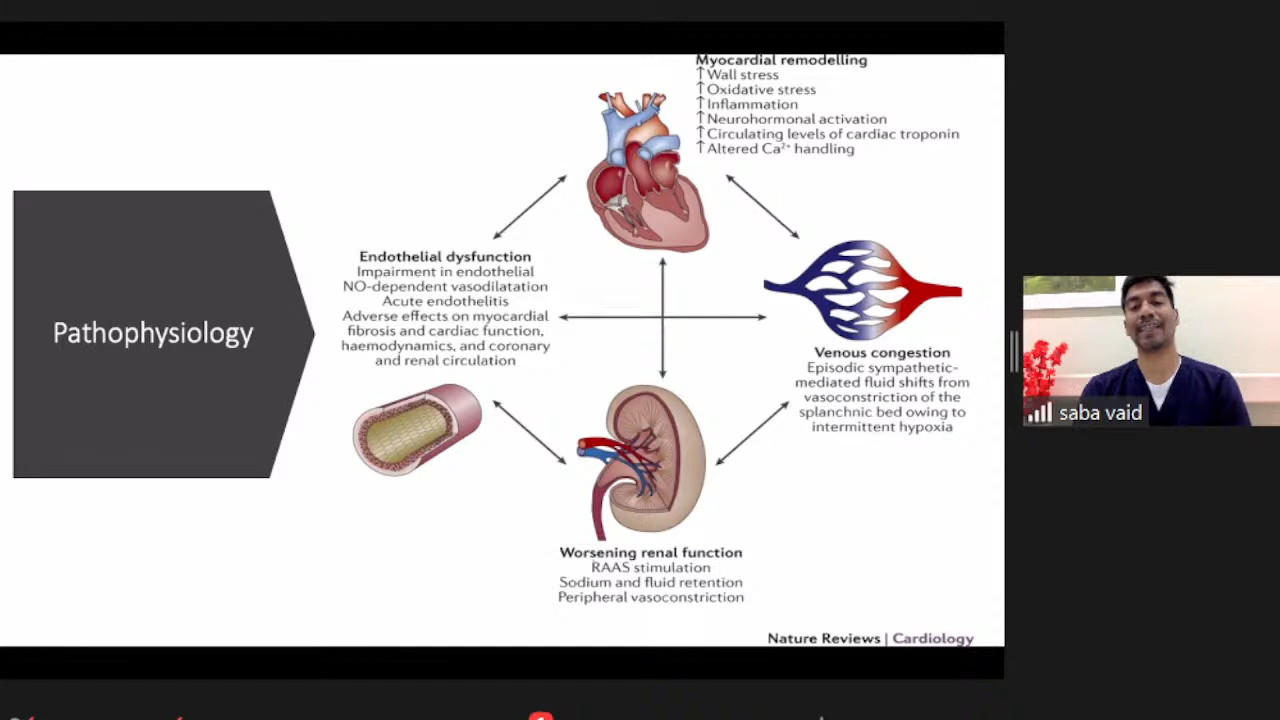 Myocardial remodelling
↑Wall stress
↑Oxidative stress
↑Inflammation
↑Neurohormonal activation
↑Circulating levels of cardiac troponin
↑Altered Ca²⁺ handling
Pathophysiology
Endothelial dysfunction
Impairment in endothelial
NO-dependent vasodilatation
Acute endothelitis
Adverse effects on myocardial
fibrosis and cardiac function,
haemodynamics, and coronary
and renal circulation
Venous congestion
Episodic sympathetic-
mediated fluid shifts from
vasoconstriction of the
splanchnic bed owing to
intermittent hypoxia
Worsening renal function
RAAS stimulation
Sodium and fluid retention
Peripheral vasoconstriction
Nature Reviews | Cardiology
saba vaid